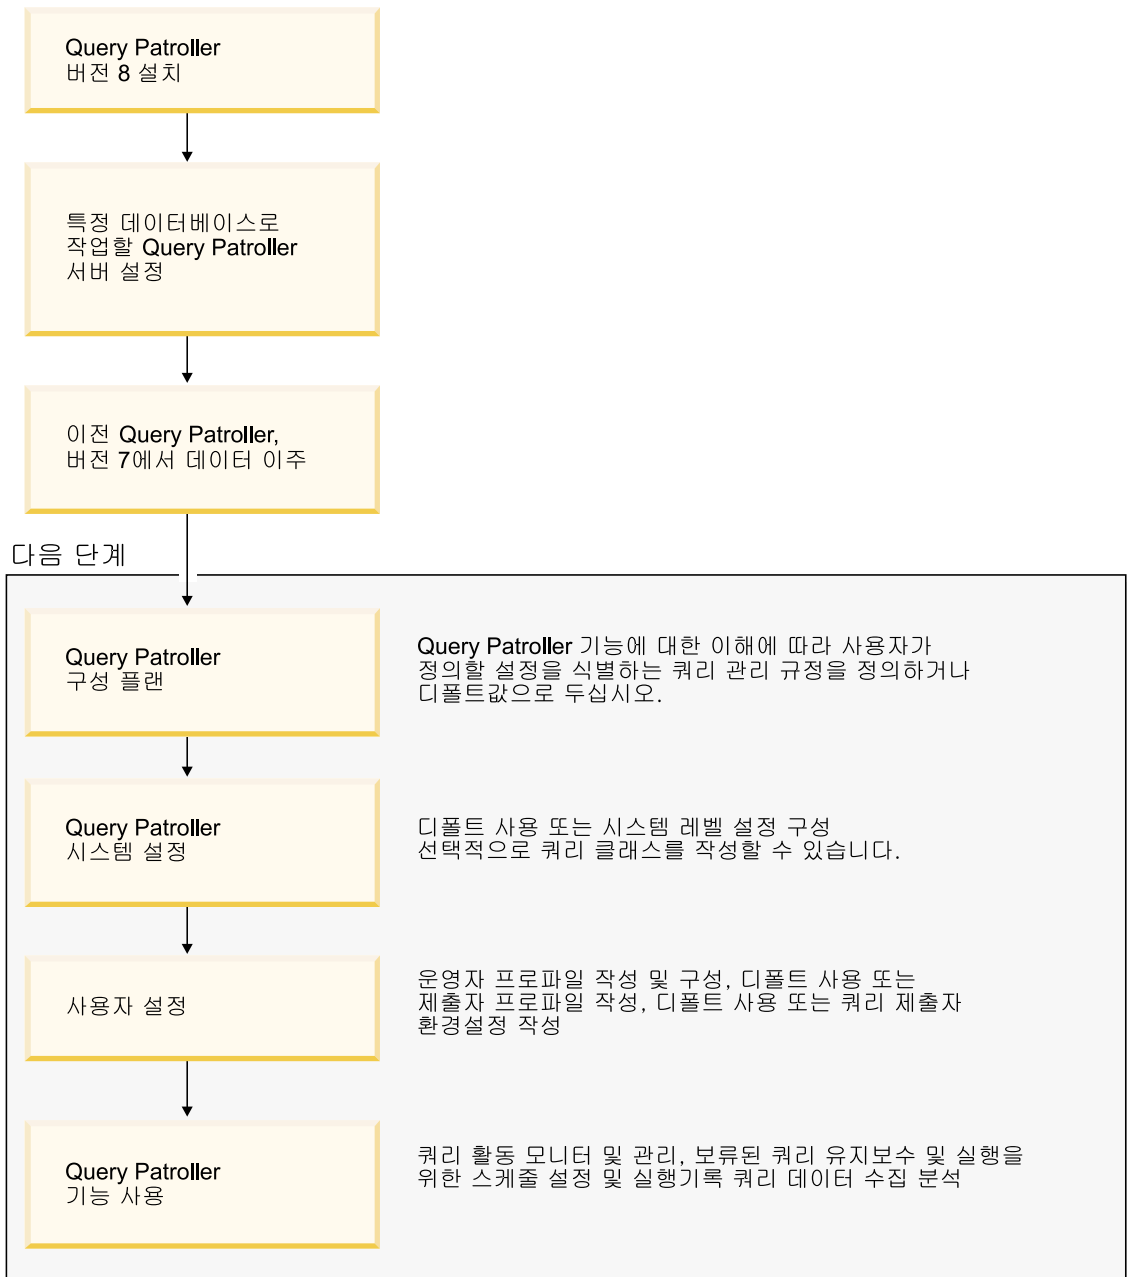 Query Patroller
버전 8 설치
특정 데이터베이스로
작업할 Query Patroller
서버 설정
이전 Query Patroller,
버전 7에서 데이터 이주
다음 단계
Query Patroller
구성 플랜
Query Patroller 기능에 대한 이해에 따라 사용자가
정의할 설정을 식별하는 쿼리 관리 규정을 정의하거나
디폴트값으로 두십시오.
Query Patroller
시스템 설정
디폴트 사용 또는 시스템 레벨 설정 구성
선택적으로 쿼리 클래스를 작성할 수 있습니다.
사용자 설정
운영자 프로파일 작성 및 구성, 디폴트 사용 또는
제출자 프로파일 작성, 디폴트 사용 또는 쿼리 제출자
환경설정 작성
Query Patroller
기능 사용
쿼리 활동 모니터 및 관리, 보류된 쿼리 유지보수 및 실행을
위한 스케줄 설정 및 실행기록 쿼리 데이터 수집 분석